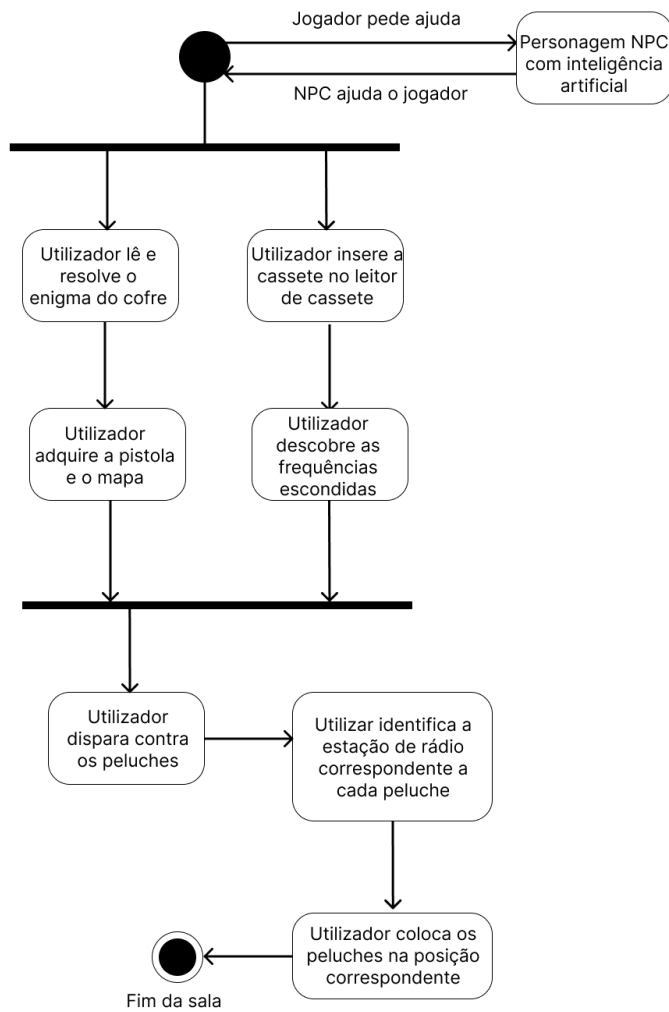 Jogador pede ajuda
Personagem NPC
com inteligência
artificial
NPC ajuda o jogador
Utilizador lê e
resolve o
enigma do cofre
Utilizador insere a
cassete no leitor
de cassete
Utilizador
adquire a pistola
e o mapa
Utilizador
descobre as
frequências
escondidas
Utilizador
dispara contra
os peluches
Utilizar identifica a
estação de rádio
correspondente a
cada peluche
Utilizador coloca os
peluches na posição
correspondente
Fim da sala